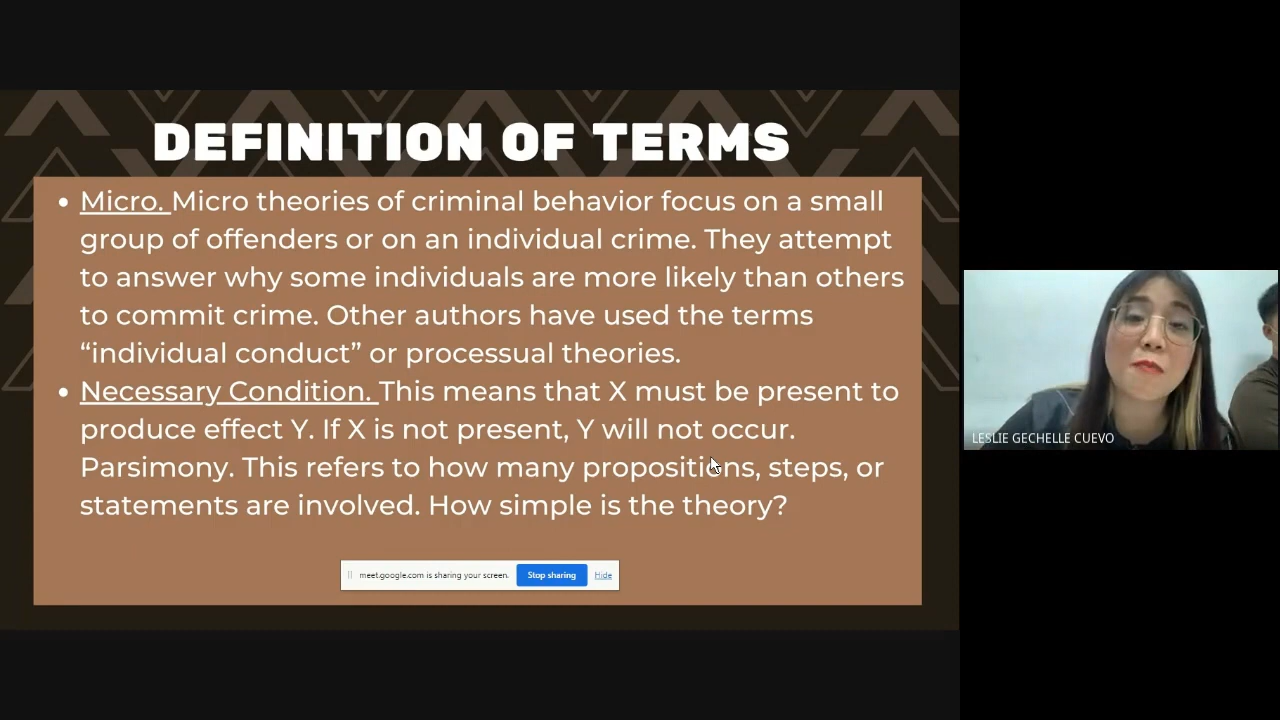 DEFINITION OF TERMS
• Micro. Micro theories of criminal behavior focus on a small
group of offenders or on an individual crime. They attempt
to answer why some individuals are more likely than others
to commit crime. Other authors have used the terms
“individual conduct” or processual theories.
• Necessary Condition. This means that X must be present to
produce effect Y. If X is not present, Y will not occur.
Parsimony. This refers to how many propositions, steps, or
statements are involved. How simple is the theory?
meet.google.com is sharing your screen. Stop sharing Hide
LESLIE GECHELLE CUEVO